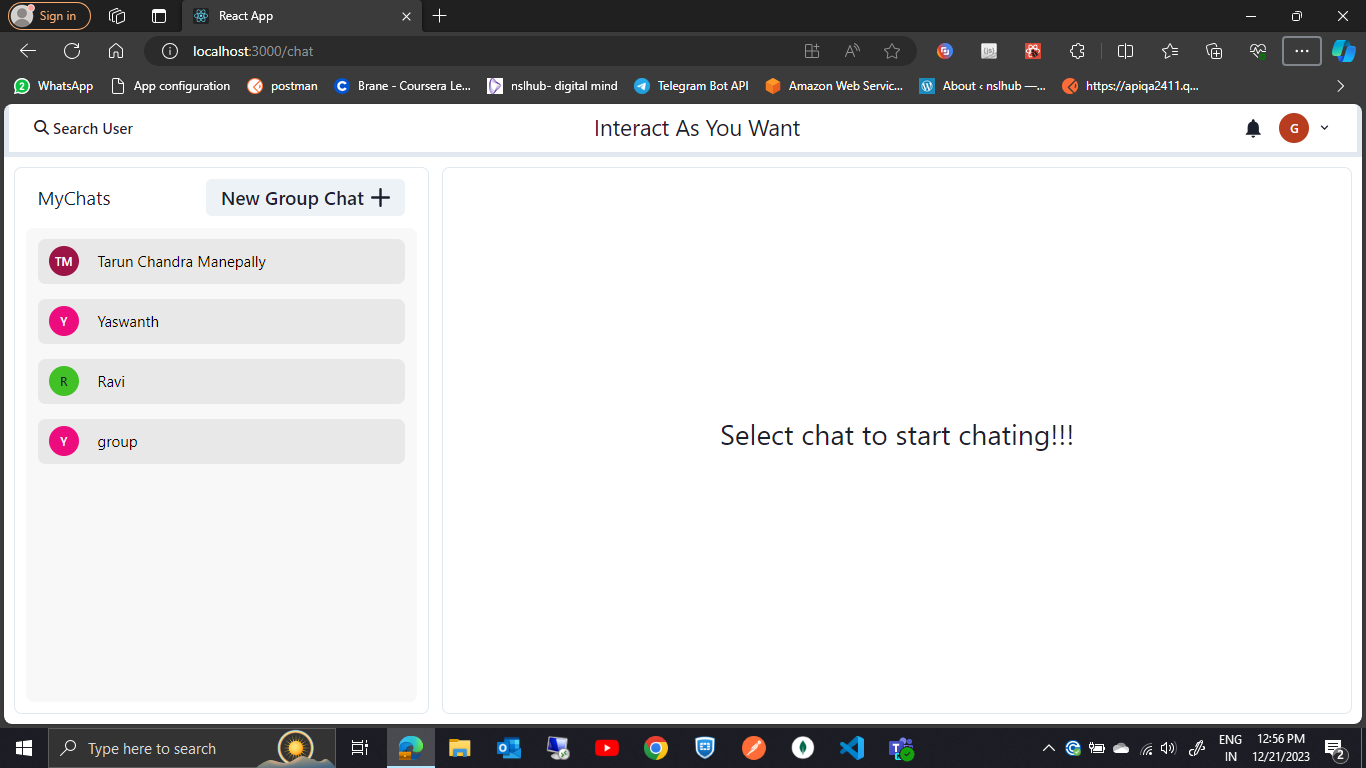 Sign in
React App
localhost:3000/chat
WhatsApp
App configuration
postman
Brane - Coursera Le...
nslhub- digital mind
Telegram Bot API
Amazon Web Servic...
About ‹ nslhub —...
https://apiqa2411.q...
Search User
Interact As You Want
G
MyChats
New Group Chat
TM
Tarun Chandra Manepally
Y
Yaswanth
R
Ravi
Y
group
Select chat to start chating!!!
Type here to search
ENG
IN
12:56 PM
12/21/2023
2